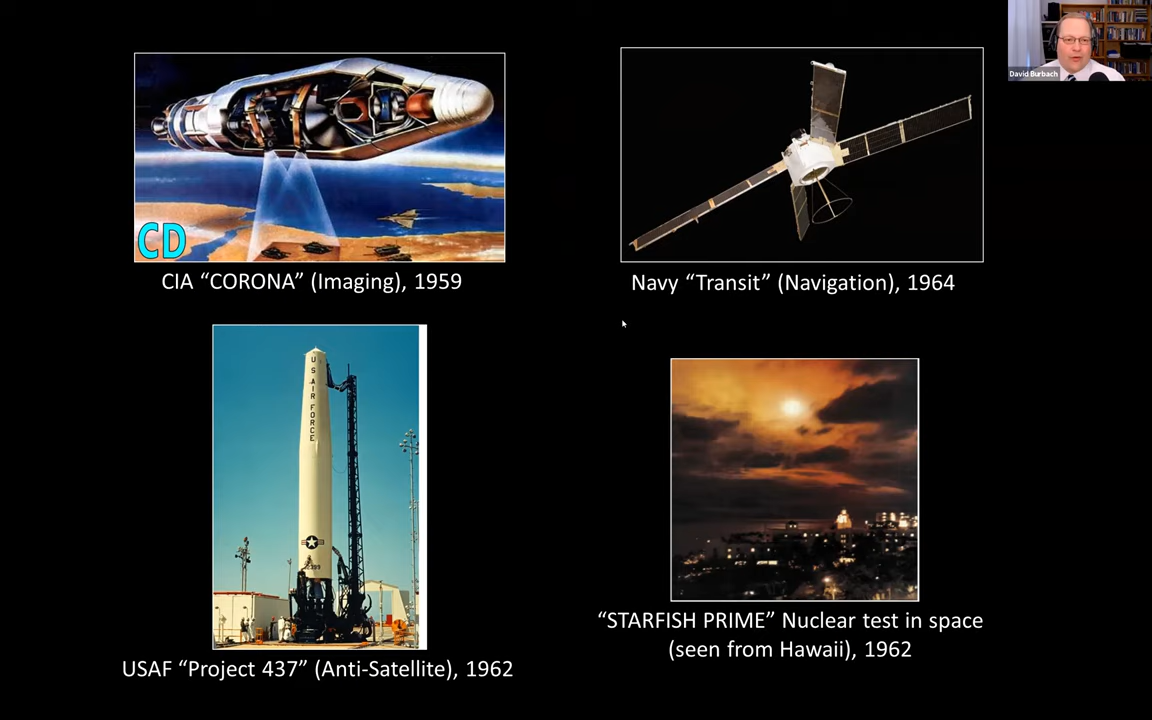 David Burbach
CD
CIA “CORONA” (Imaging), 1959
Navy “Transit” (Navigation), 1964
U
S
AIR
FORCE
USAF “Project 437” (Anti-Satellite), 1962
“STARFISH PRIME” Nuclear test in space
(seen from Hawaii), 1962